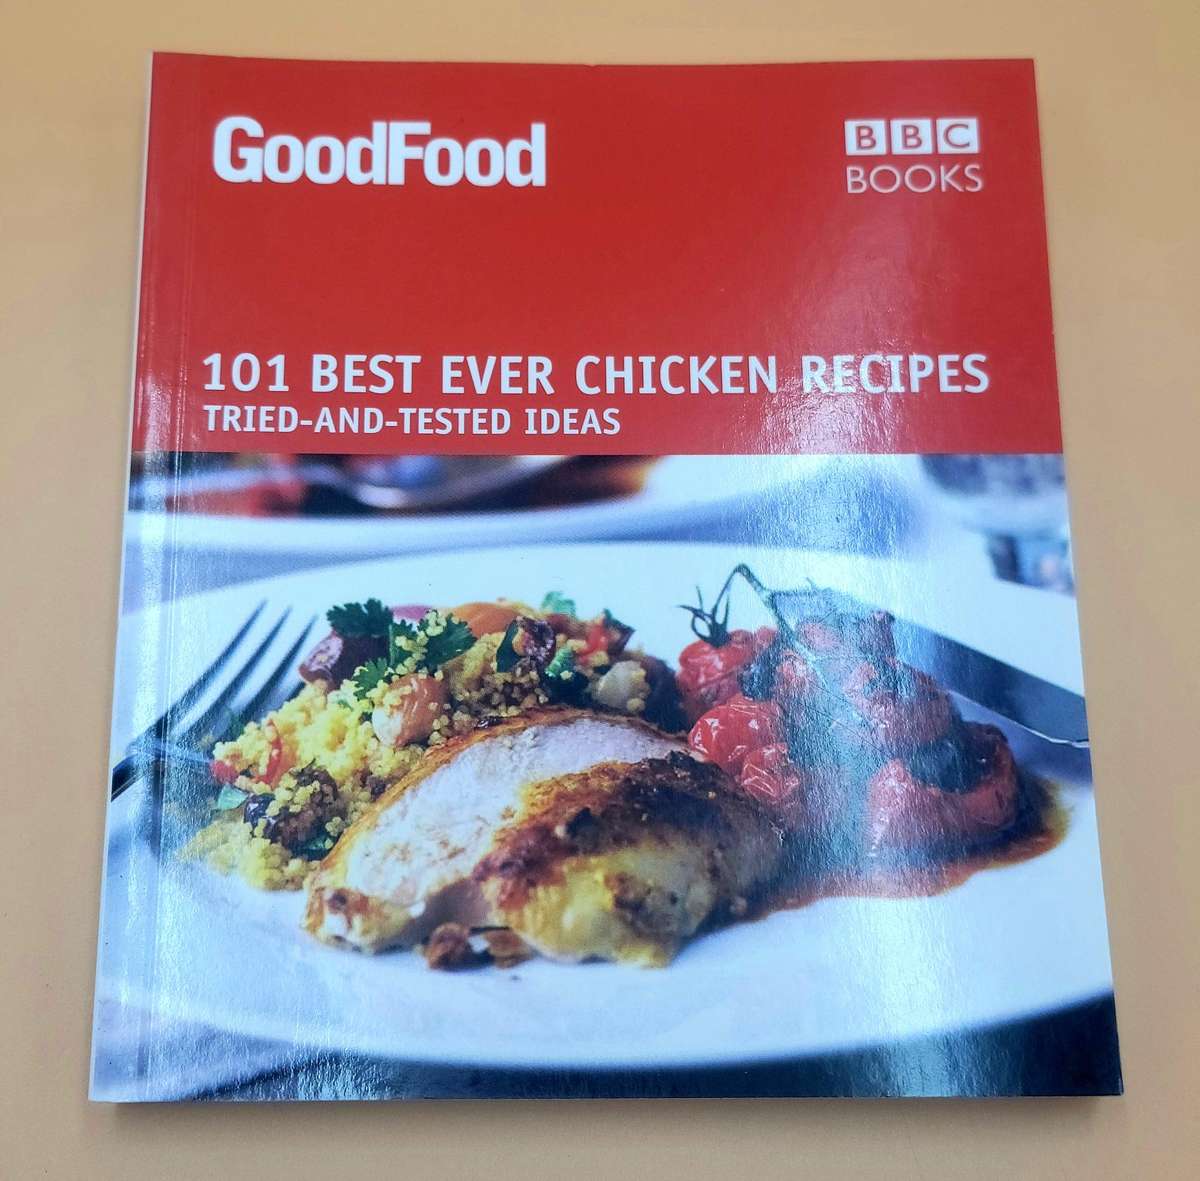 GoodFood
BBC
BOOKS
101 BEST EVER CHICKEN RECIPES
TRIED-AND-TESTED IDEAS